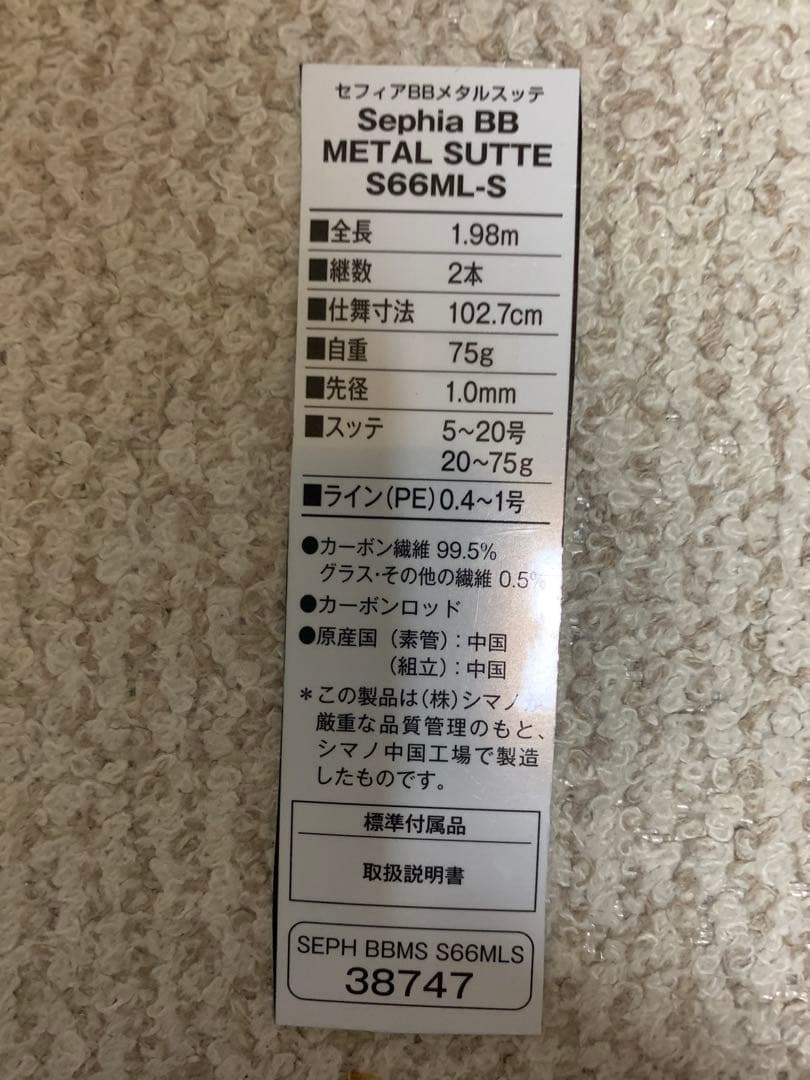 セフィアBBメタルスッテ
Sephia BB
METAL SUTTE
S66ML-S
■全長 1.98m
■継数 2本
■仕舞寸法 102.7cm
■自重 75g
■先径 1.0mm
■スッテ 5~20号
20~75g
■ライン(PE) 0.4~1号
●カーボン繊維 99.5%
グラス・その他の繊維 0.5%
●カーボンロッド
●原産国(素管):中国
(組立):中国
*この製品は(株)シマノが
厳重な品質管理のもと、
シマノ中国工場で製造
したものです。
標準付属品
取扱説明書
SEPH BBMS S66MLS
38747